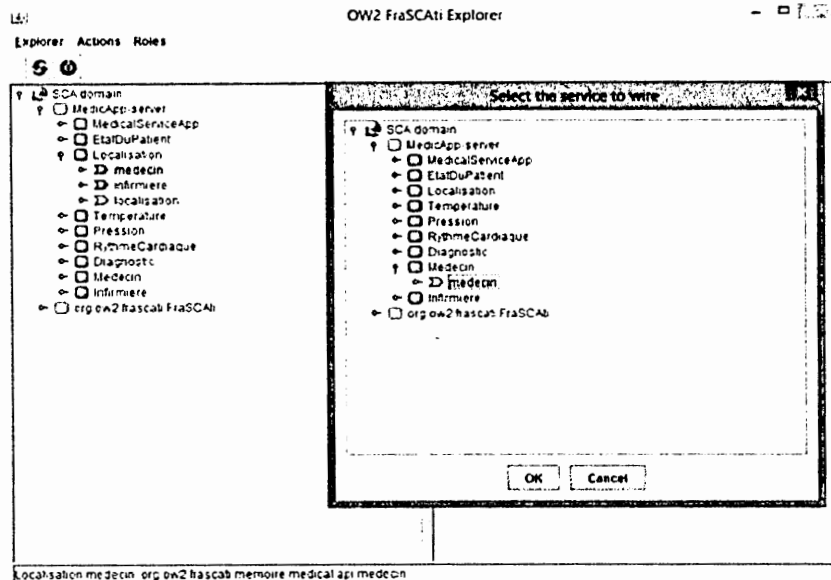 OW2 FraSCAti Explorer
Explorer Actions Roles
SCA domain
MedicApp-server
MedicalServiceApp
EtatDuPatient
Localisation
medecin
infirmiere
localisation
Temperature
Pression
RythmeCardiaque
Diagnostic
Medecin
Infirmiere
org.ow2.frascati.FraSCAti
Select the service to wire
SCA domain
MedicApp-server
MedicalServiceApp
EtatDuPatient
Localisation
Temperature
Pression
RythmeCardiaque
Diagnostic
Medecin
medecin
Infirmiere
org.ow2.frascati.FraSCAti
OK Cancel
Localisation medecin org ow2 frascati memoire medical api medecin